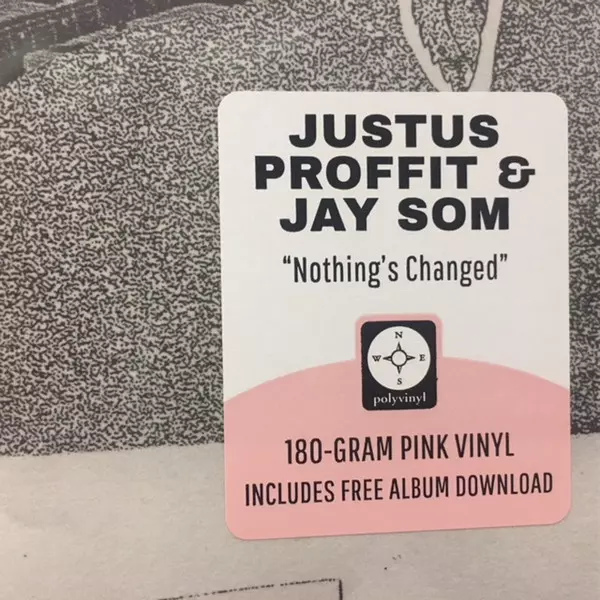 JUSTUS
PROFFIT &
JAY SOM
“Nothing’s Changed”
N
W E
S
polyvinyl
180-GRAM PINK VINYL
INCLUDES FREE ALBUM DOWNLOAD